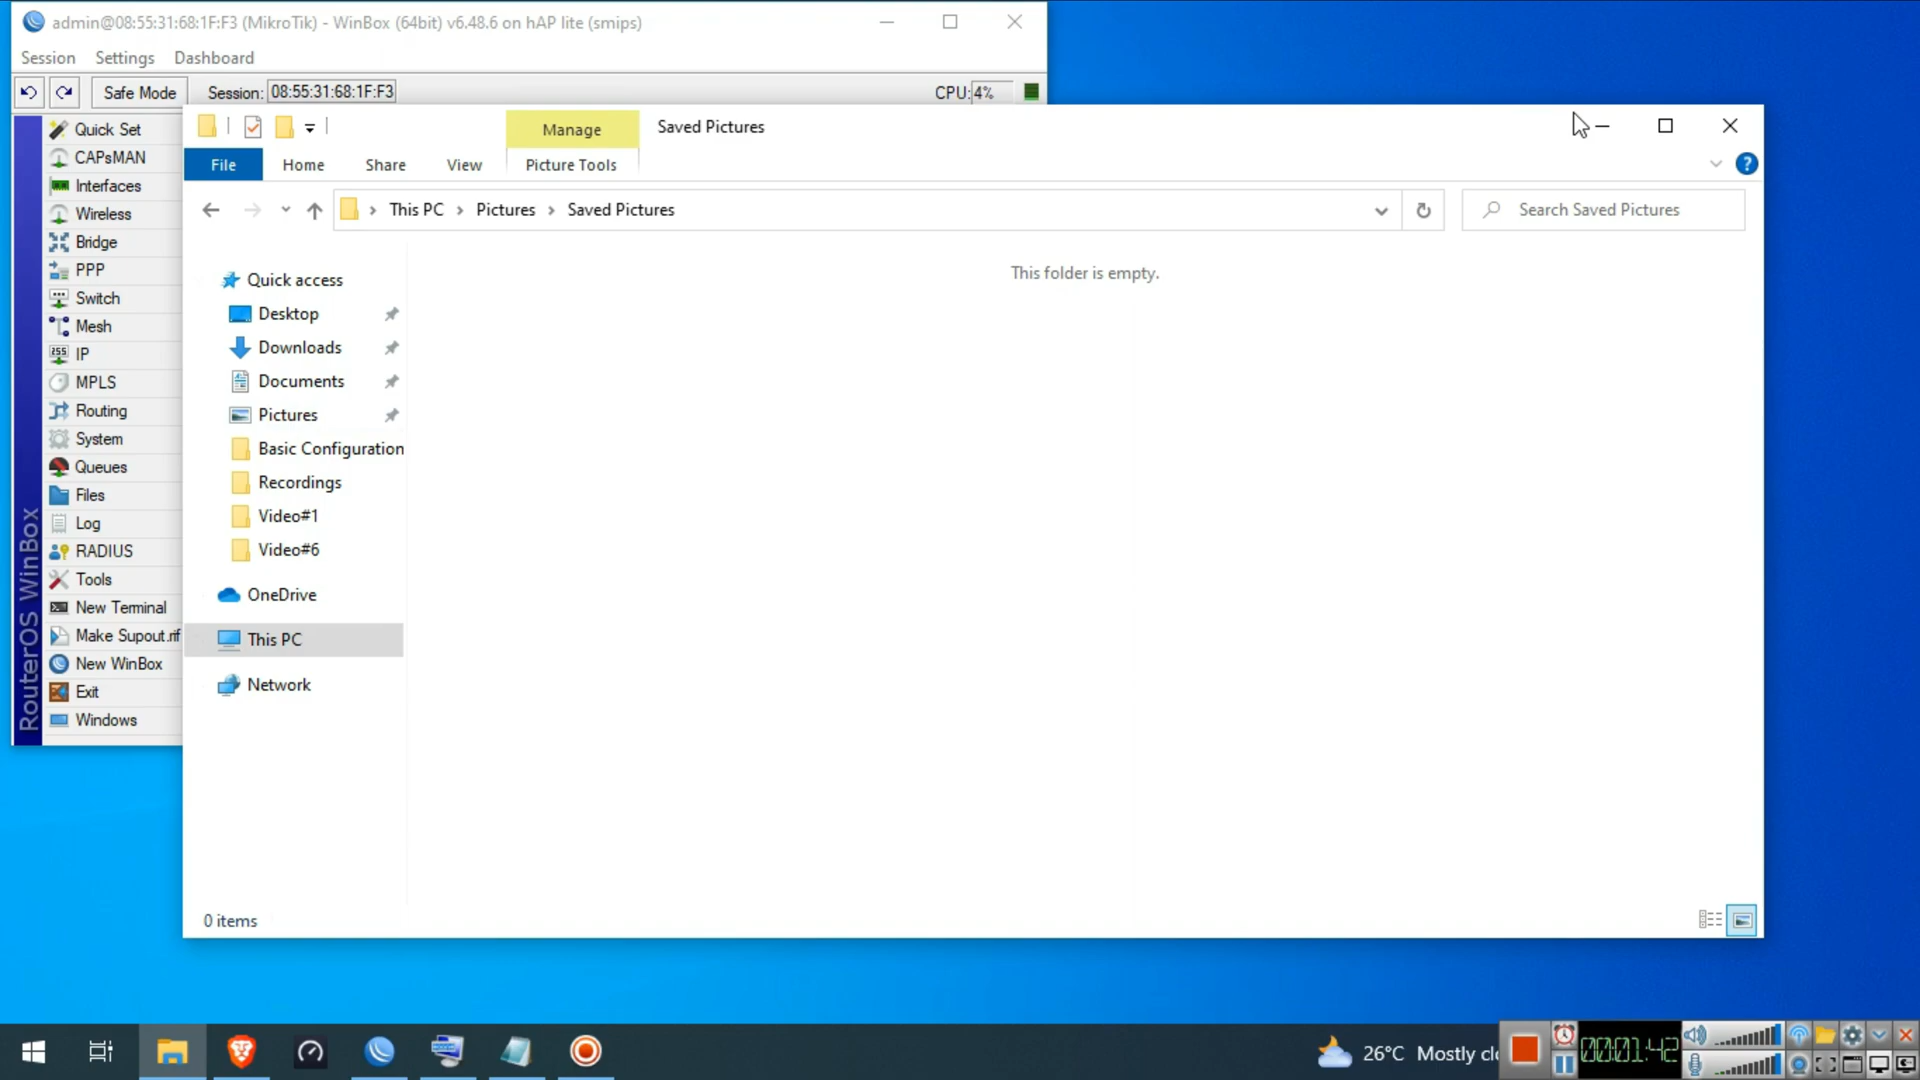 admin@08:55:31:68:1F:F3 (MikroTik) - WinBox (64bit) v6.48.6 on hAP lite (smips)
Session Settings Dashboard
Safe Mode Session: 08:55:31:68:1F:F3 CPU: 4%
Quick Set
CAPsMAN
Interfaces
Wireless
Bridge
PPP
Switch
Mesh
255 IP
MPLS
Routing
System
Queues
Files
Log
RADIUS
Tools
New Terminal
Make Supout.rif
New WinBox
Exit
Windows
RouterOS WinBox
Manage Saved Pictures
File Home Share View Picture Tools
This PC Pictures Saved Pictures Search Saved Pictures
This folder is empty.
Quick access
Desktop
Downloads
Documents
Pictures
Basic Configuration
Recordings
Video#1
Video#6
OneDrive
This PC
Network
0 items
26°C Mostly cl
00:01:42